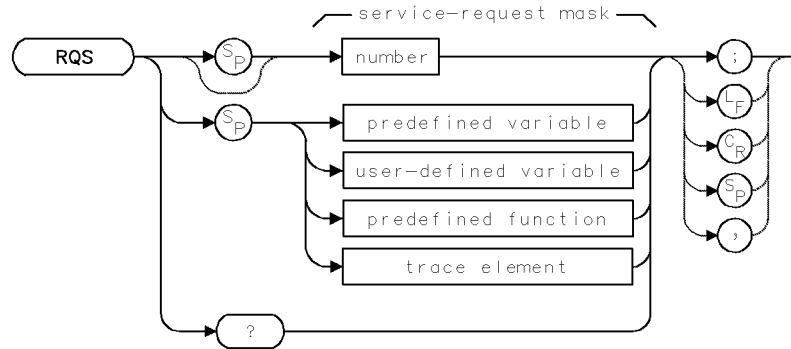 service-request mask
RQS
SP
number
;
SP
predefined variable
LF
user-defined variable
CR
predefined function
SP
trace element
,
?